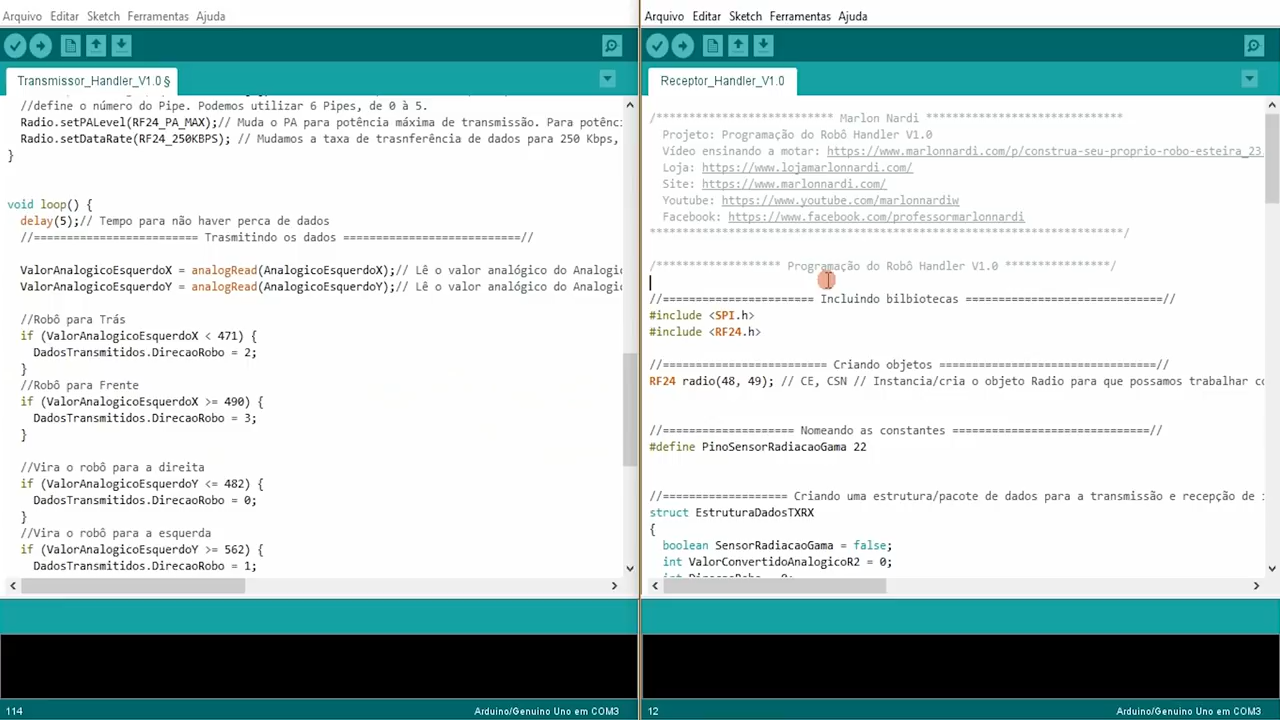 Arquivo Editar Sketch Ferramentas Ajuda
Transmissor_Handler_V1.0 §
//define o número do Pipe. Podemos utilizar 6 Pipes, de 0 à 5.
Radio.setPALevel(RF24_PA_MAX);// Muda o PA para potência máxima de transmissão. Para potênci
Radio.setDataRate(RF24_250KBPS); // Mudamos a taxa de trasnferência de dados para 250 Kbps,
}
void loop() {
delay(5);// Tempo para não haver perca de dados
//========================= Trasmitindo os dados ===========================//
ValorAnalogicoEsquerdoX = analogRead(AnalogicoEsquerdoX);// Lê o valor analógico do Analogi
ValorAnalogicoEsquerdoY = analogRead(AnalogicoEsquerdoY);// Lê o valor analógico do Analogi
//Robô para Trás
if (ValorAnalogicoEsquerdoX < 471) {
DadosTransmitidos.DirecaoRobo = 2;
}
//Robô para Frente
if (ValorAnalogicoEsquerdoX >= 490) {
DadosTransmitidos.DirecaoRobo = 3;
}
//Vira o robô para a direita
if (ValorAnalogicoEsquerdoY <= 482) {
DadosTransmitidos.DirecaoRobo = 0;
}
//Vira o robô para a esquerda
if (ValorAnalogicoEsquerdoY >= 562) {
DadosTransmitidos.DirecaoRobo = 1;
114
Arduino/Genuino Uno em COM3
Arquivo Editar Sketch Ferramentas Ajuda
Receptor_Handler_V1.0
/*************************** Marlon Nardi ******************************
Projeto: Programação do Robô Handler V1.0
Vídeo ensinando a motar: https://www.marlonnardi.com/p/construa-seu-proprio-robo-esteira_23.
Loja: https://www.lojamarlonnardi.com/
Site: https://www.marlonnardi.com/
Youtube: https://www.youtube.com/marlonnardiw
Facebook: https://www.facebook.com/professormarlonnardi
************************************************************************/
/******************* Programação do Robô Handler V1.0 ****************/
//======================= Incluindo bilbiotecas ==============================//
#include <SPI.h>
#include <RF24.h>
//========================= Criando objetos ===========================//
RF24 radio(48, 49); // CE, CSN // Instancia/cria o objeto Radio para que possamos trabalhar co
//==================== Nomeando as constantes ==============================//
#define PinoSensorRadiacaoGama 22
//=================== Criando uma estrutura/pacote de dados para a transmissão e recepção de
struct EstruturaDadosTXRX
{
boolean SensorRadiacaoGama = false;
int ValorConvertidoAnalogicoR2 = 0;
12
Arduino/Genuino Uno em COM3